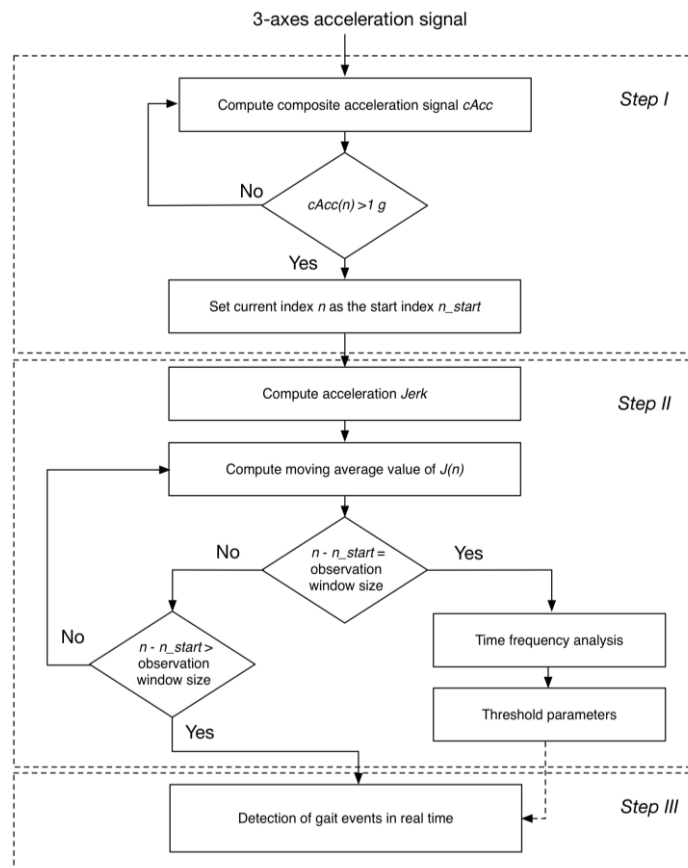 3-axes acceleration signal
Step I
Compute composite acceleration signal cAcc
No
cAcc(n) >1 g
Yes
Set current index n as the start index n_start
Compute acceleration Jerk
Step II
Compute moving average value of J(n)
No
n - n_start =
observation
window size
Yes
No
n - n_start >
observation
window size
Time frequency analysis
Threshold parameters
Yes
Detection of gait events in real time
Step III